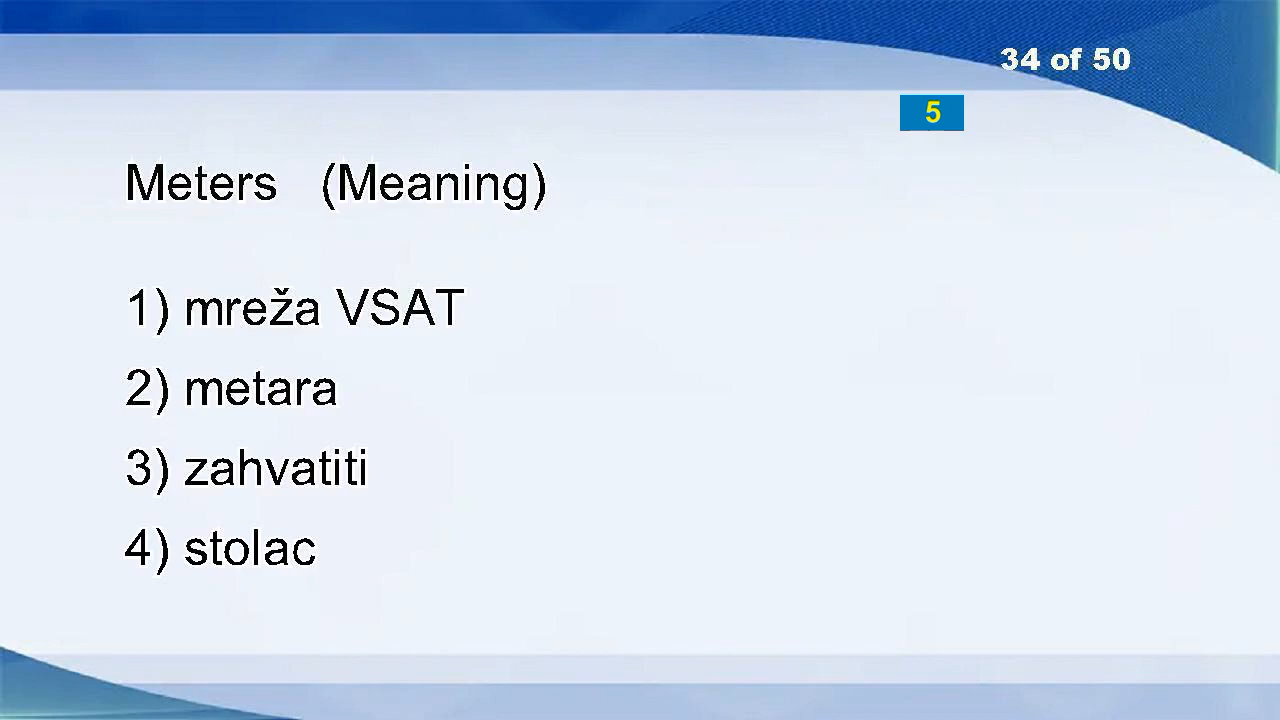 34 of 50
5
Meters (Meaning)
1) mreža VSAT
2) metara
3) zahvatiti
4) stolac